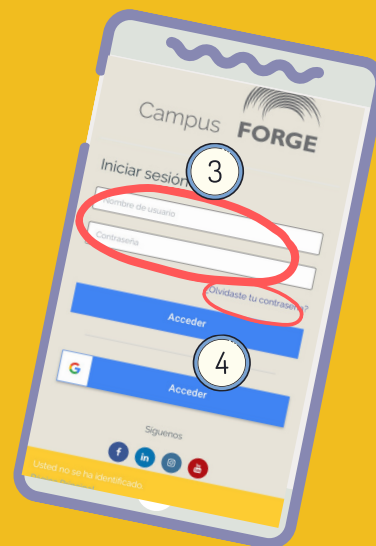 Campus FORGE
Iniciar sesión
3
Nombre de usuario
Contraseña
¿Olvidaste tu contraseña?
Acceder
4
G
Acceder
Síguenos
f in
Usted no se ha identificado